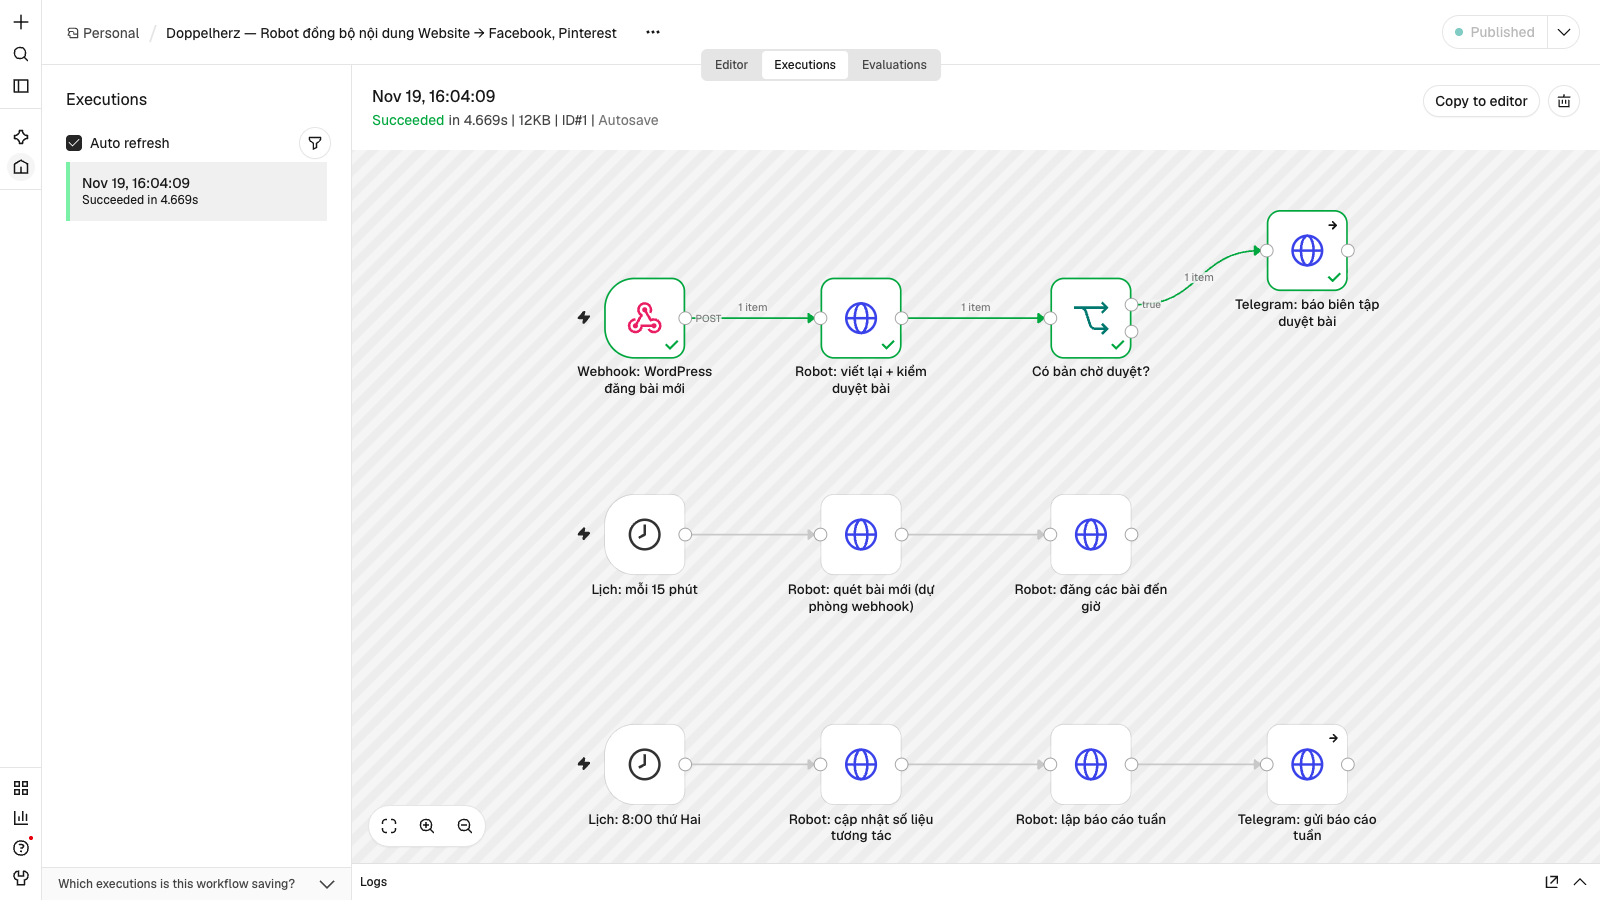 Personal / Doppelherz — Robot đồng bộ nội dung Website → Facebook, Pinterest ···
Published
Editor Executions Evaluations
Executions
Auto refresh
Nov 19, 16:04:09
Succeeded in 4.669s
Nov 19, 16:04:09
Succeeded in 4.669s | 12KB | ID#1 | Autosave
Copy to editor
Telegram: báo biên tập
duyệt bài
1 item
true
POST
1 item
1 item
Webhook: WordPress
đăng bài mới
Robot: viết lại + kiểm
duyệt bài
Có bản chờ duyệt?
Lịch: mỗi 15 phút
Robot: quét bài mới (dự
phòng webhook)
Robot: đăng các bài đến
giờ
Lịch: 8:00 thứ Hai
Robot: cập nhật số liệu
tương tác
Robot: lập báo cáo tuần
Telegram: gửi báo cáo
tuần
Which executions is this workflow saving?
Logs